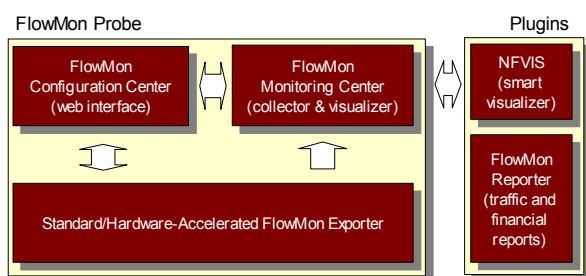 FlowMon Probe
Plugins
FlowMon
Configuration Center
(web interface)
FlowMon
Monitoring Center
(collector & visualizer)
NFVIS
(smart
visualizer)
Standard/Hardware-Accelerated FlowMon Exporter
FlowMon
Reporter
(traffic and
financial
reports)